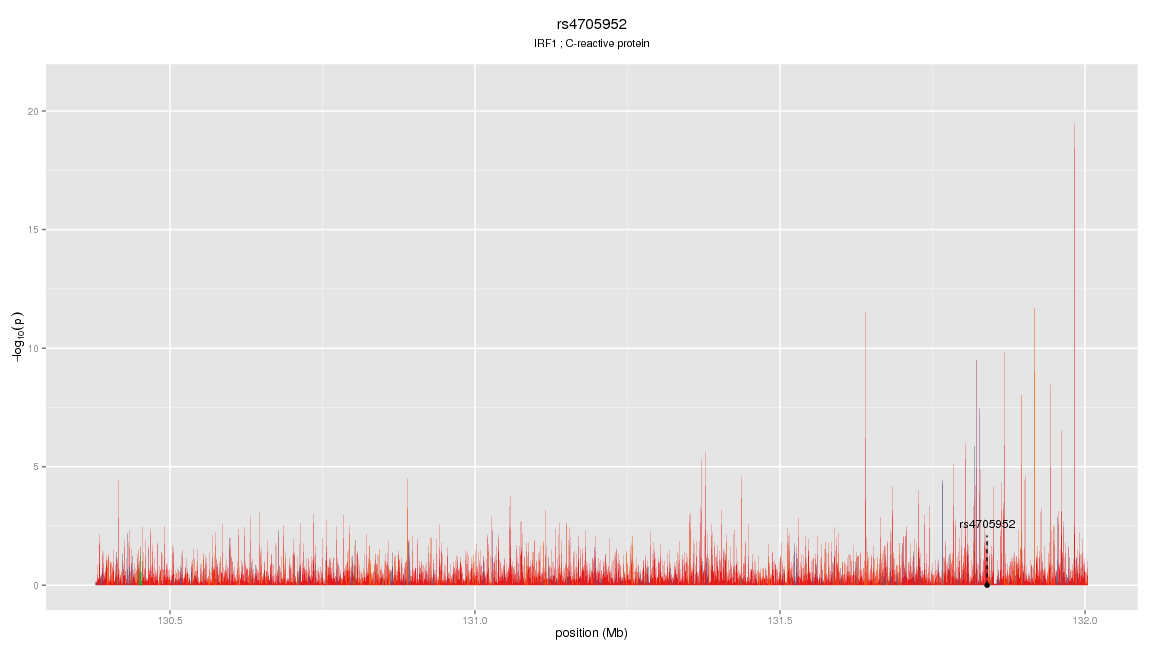 rs4705952
IRF1 ; C-reactive protein
20
15
10
5
0
−log10(p)
rs4705952
130.5
131.0
131.5
132.0
position (Mb)